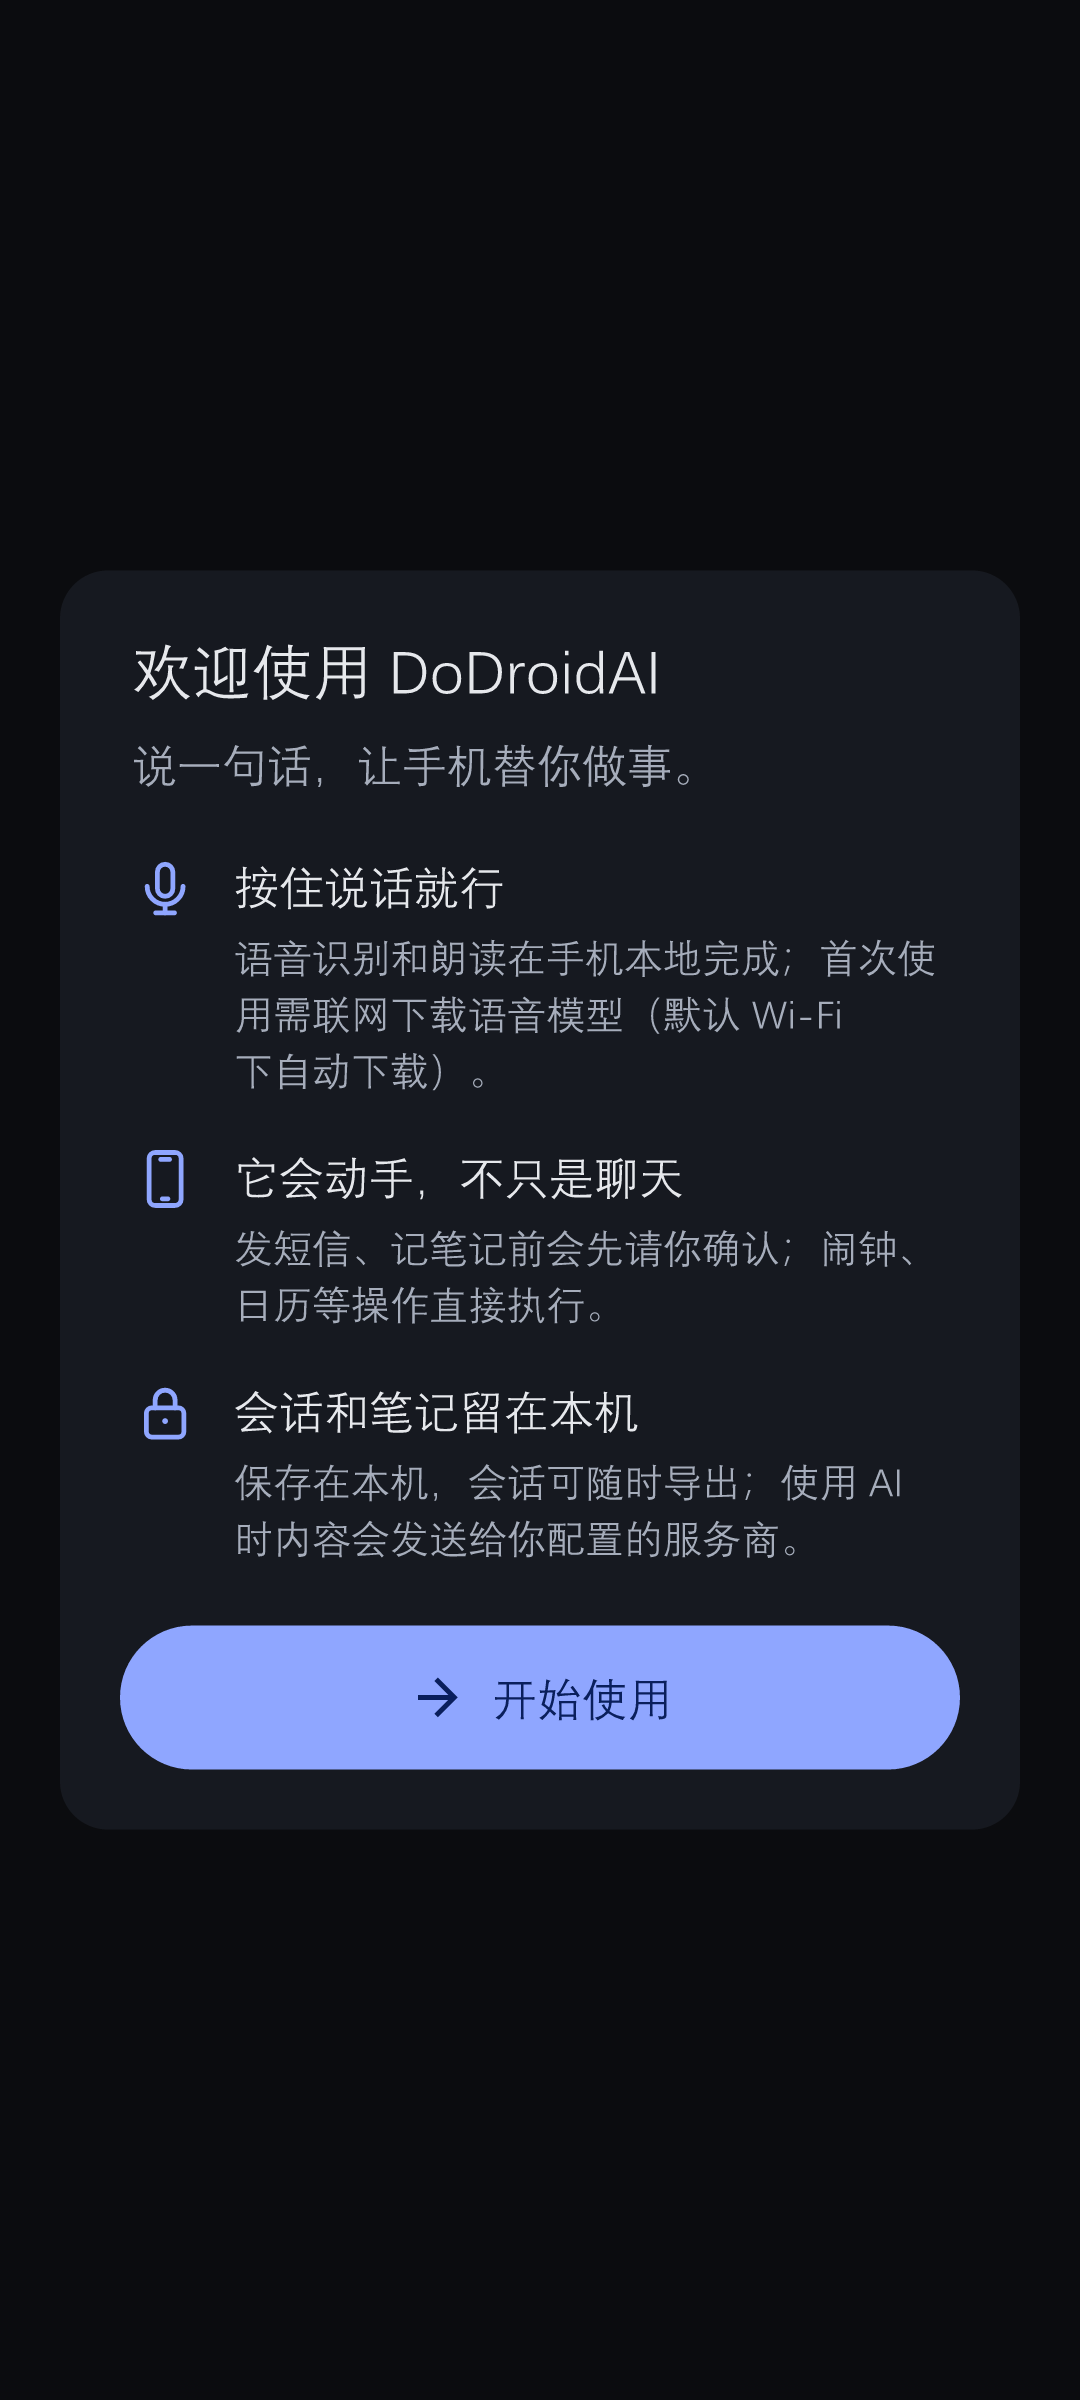 欢迎使用 DoDroidAI
说一句话，让手机替你做事。
按住说话就行
语音识别和朗读在手机本地完成；首次使
用需联网下载语音模型（默认 Wi-Fi
下自动下载）。
它会动手，不只是聊天
发短信、记笔记前会先请你确认；闹钟、
日历等操作直接执行。
会话和笔记留在本机
保存在本机，会话可随时导出；使用 AI
时内容会发送给你配置的服务商。
开始使用